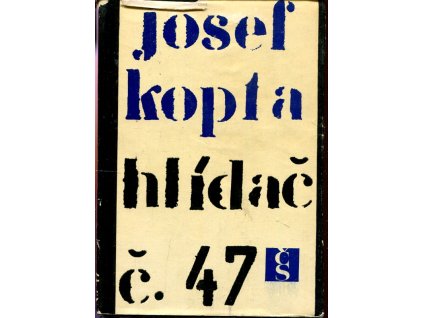 josef
kopta
hlídač
č. 47
čs